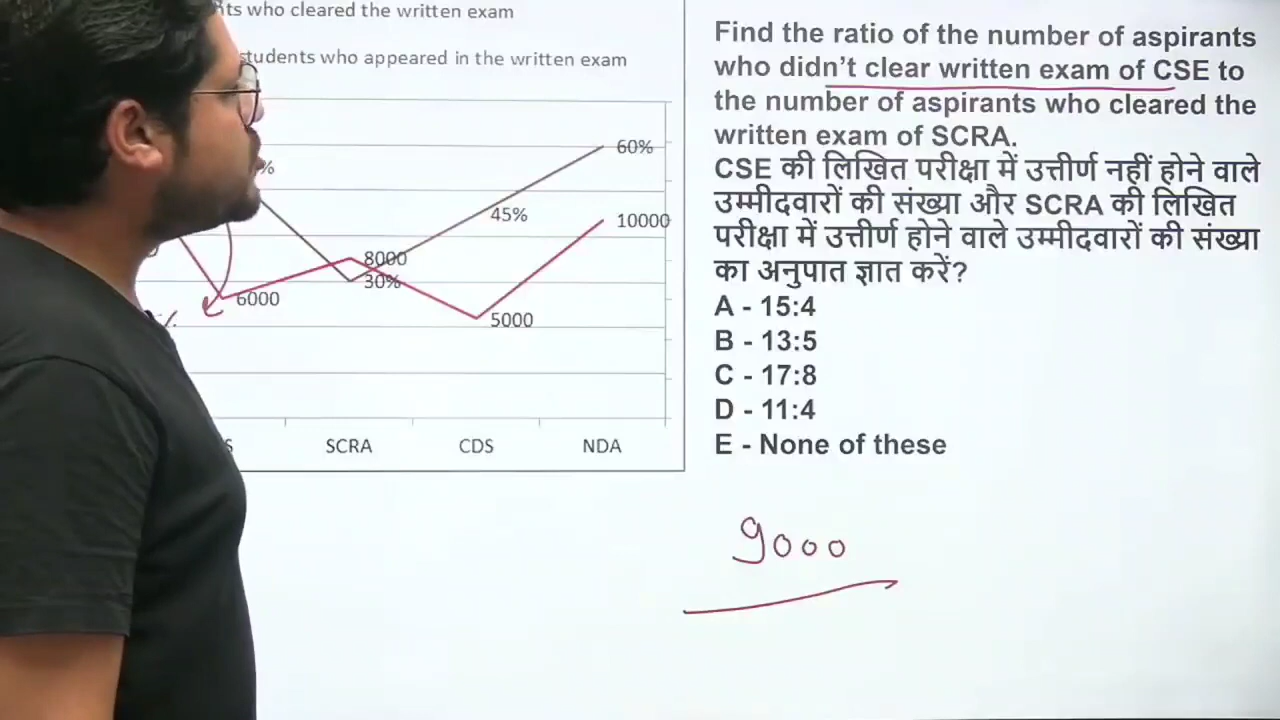 who cleared the written exam
students who appeared in the written exam
60%
45%
10000
8000
30%
6000
5000
SCRA CDS NDA
Find the ratio of the number of aspirants
who didn't clear written exam of CSE to
the number of aspirants who cleared the
written exam of SCRA.
CSE की लिखित परीक्षा में उत्तीर्ण नहीं होने वाले
उम्मीदवारों की संख्या और SCRA की लिखित
परीक्षा में उत्तीर्ण होने वाले उम्मीदवारों की संख्या
का अनुपात ज्ञात करें?
A - 15:4
B - 13:5
C - 17:8
D - 11:4
E - None of these
9000